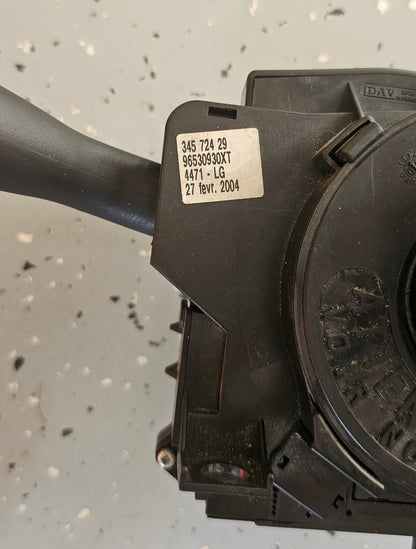 DAV
345 724 29
96530930XT
4471 - LG
27 fevr. 2004